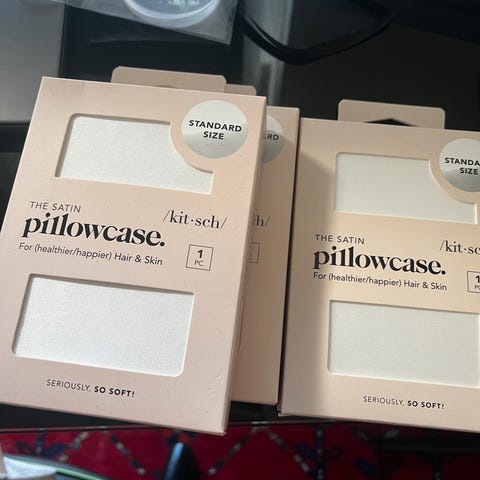 STANDARD
SIZE
THE SATIN
/kit·sch/
pillowcase.
For (healthier/happier) Hair & Skin
1
PC
SERIOUSLY, SO SOFT!
THE SATIN
/kit·sch/
pillowcase.
For (healthier/happier) Hair & Skin
SERIOUSLY, SO SOFT!